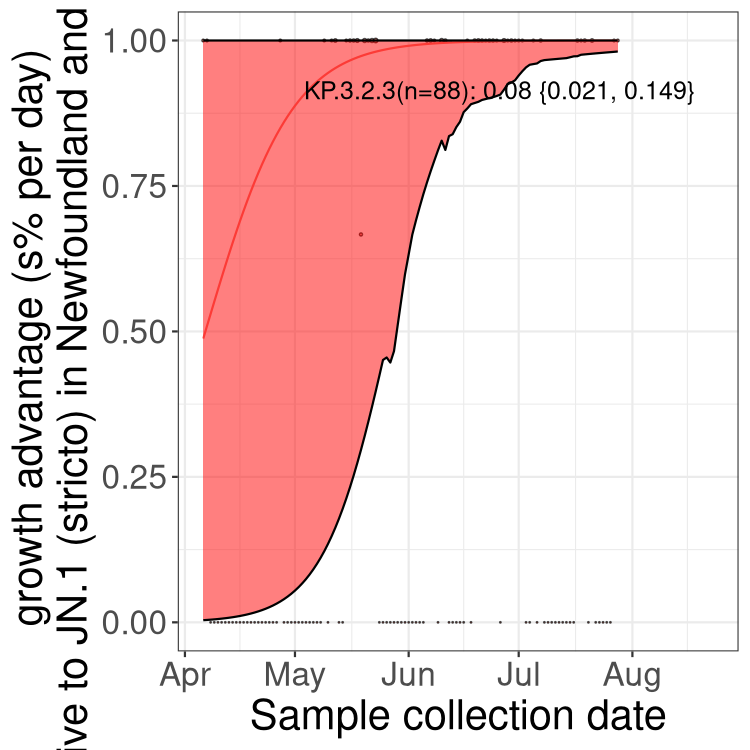 growth advantage (s% per day)
ive to JN.1 (stricto) in Newfoundland and
1.00
0.75
0.50
0.25
0.00
KP.3.2.3(n=88): 0.08 {0.021, 0.149}
Apr May Jun Jul Aug
Sample collection date